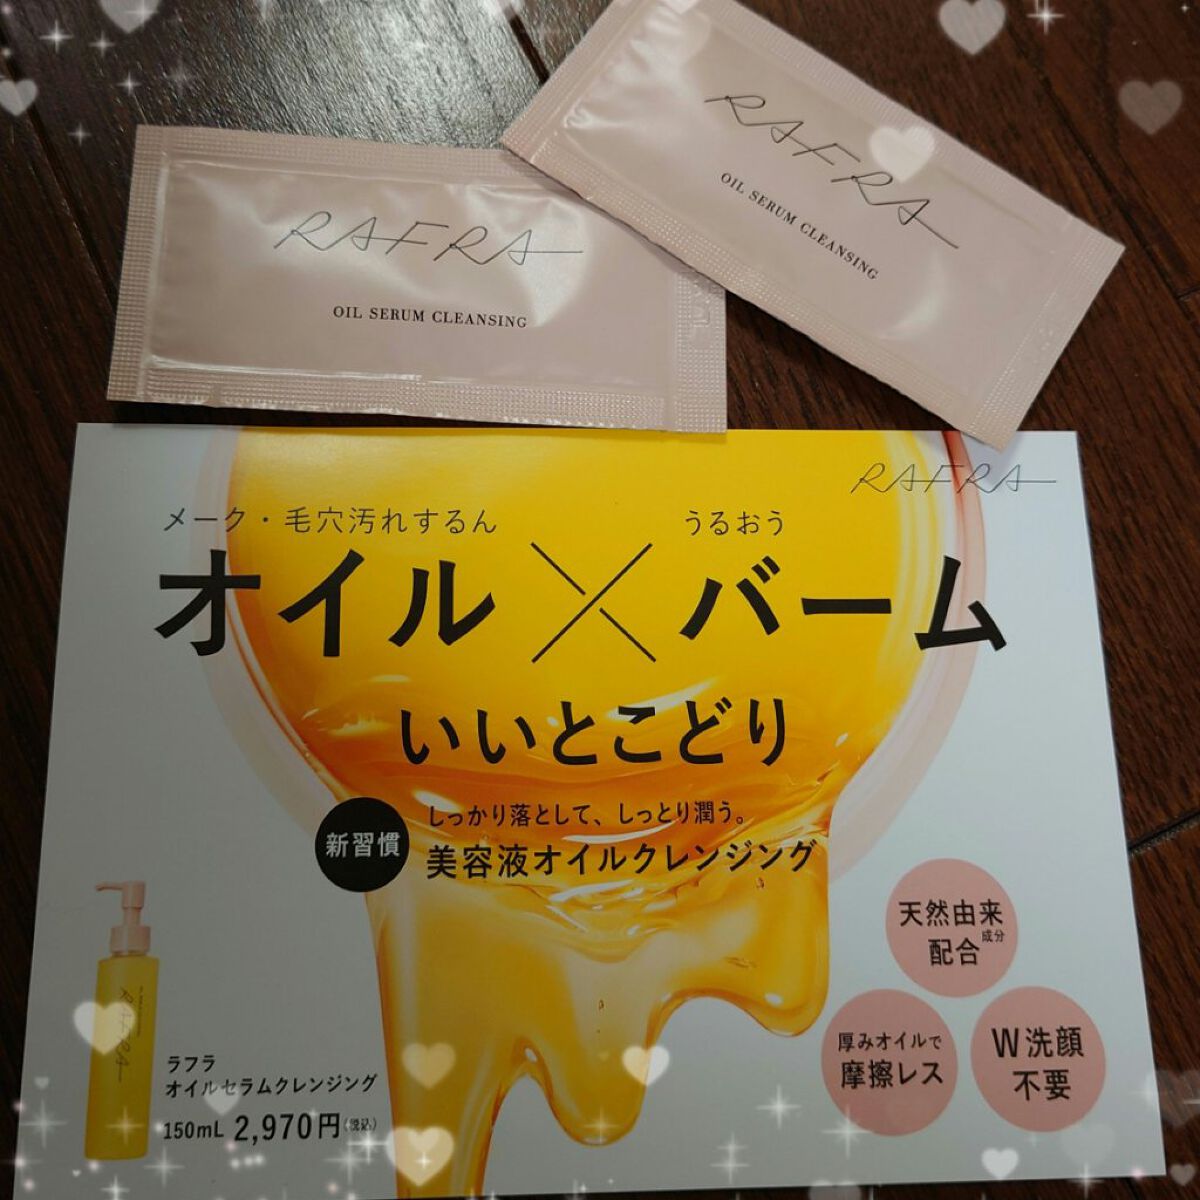 RAFRA
OIL SERUM CLEANSING
RAFRA
OIL SERUM CLEANSING
RAFRA
メーク・毛穴汚れするん
うるおう
オイル×バーム
いいとこどり
新習慣
しっかり落として、しっとり潤う。
美容液オイルクレンジング
天然由来
成分
配合
厚みオイルで
摩擦レス
W洗顔
不要
RAFRA
ラフラ
オイルセラムクレンジング
150mL 2,970円(税込)